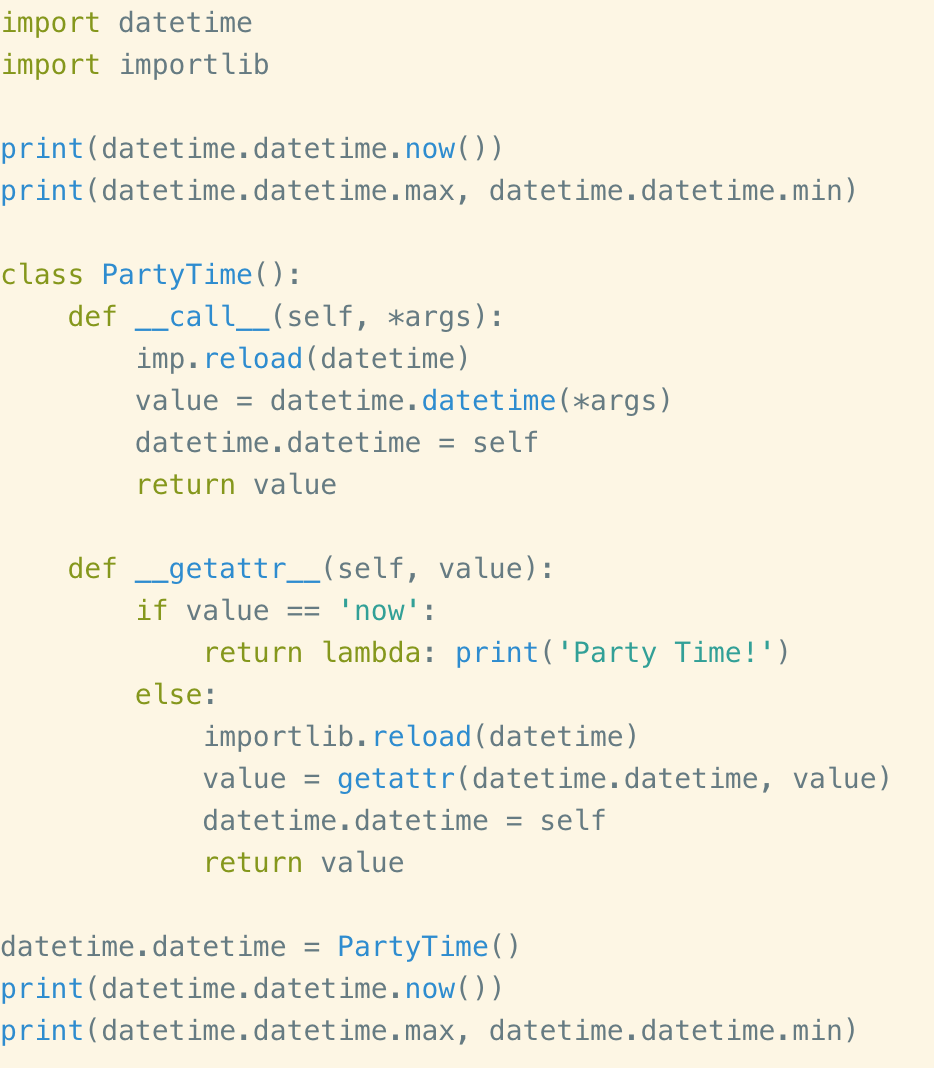 import datetime
import importlib

print(datetime.datetime.now())
print(datetime.datetime.max, datetime.datetime.min)

class PartyTime():
    def __call__(self, *args):
        imp.reload(datetime)
        value = datetime.datetime(*args)
        datetime.datetime = self
        return value

    def __getattr__(self, value):
        if value == 'now':
            return lambda: print('Party Time!')
        else:
            importlib.reload(datetime)
            value = getattr(datetime.datetime, value)
            datetime.datetime = self
            return value

datetime.datetime = PartyTime()
print(datetime.datetime.now())
print(datetime.datetime.max, datetime.datetime.min)